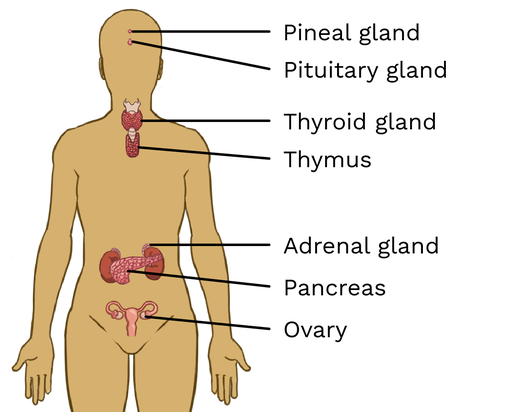 Pineal gland
Pituitary gland
Thyroid gland
Thymus
Adrenal gland
Pancreas
Ovary